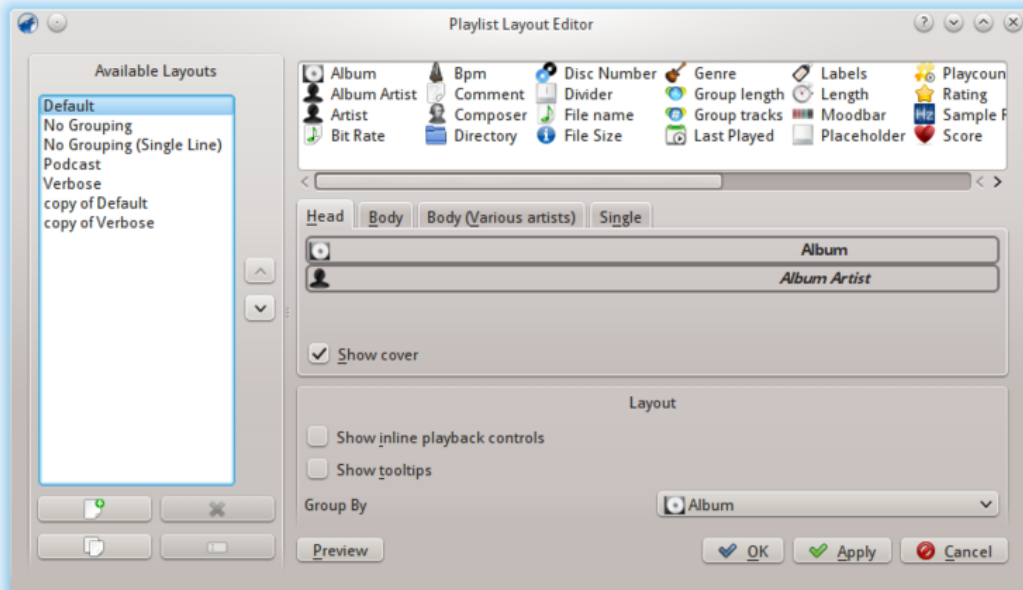 Playlist Layout Editor
Available Layouts
Default
No Grouping
No Grouping (Single Line)
Podcast
Verbose
copy of Default
copy of Verbose
Album Bpm Disc Number Genre Labels Playcoun
Album Artist Comment Divider Group length Length Rating
Artist Composer File name Group tracks Moodbar Hz Sample F
Bit Rate Directory File Size Last Played Placeholder Score
Head Body Body (Various artists) Single
Album
Album Artist
Show cover
Layout
Show inline playback controls
Show tooltips
Group By Album
Preview OK Apply Cancel